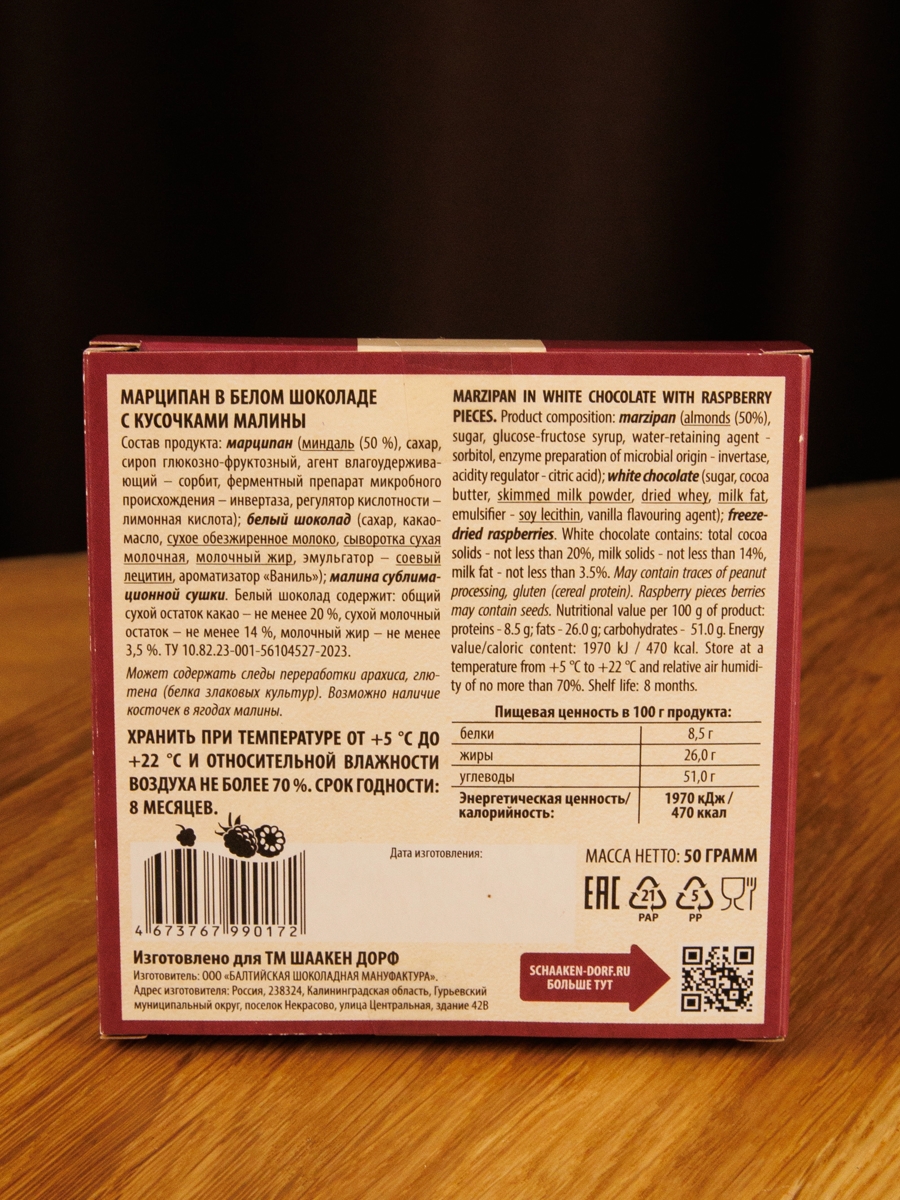 МАРЦИПАН В БЕЛОМ ШОКОЛАДЕ
С КУСОЧКАМИ МАЛИНЫ
Состав продукта: марципан (миндаль (50 %), сахар,
сироп глюкозно-фруктозный, агент влагоудержива-
ющий – сорбит, ферментный препарат микробного
происхождения – инвертаза, регулятор кислотности –
лимонная кислота); белый шоколад (сахар, какао-
масло, сухое обезжиренное молоко, сыворотка сухая
молочная, молочный жир, эмульгатор – соевый
лецитин, ароматизатор «Ваниль»); малина сублима-
ционной сушки. Белый шоколад содержит: общий
сухой остаток какао – не менее 20 %, сухой молочный
остаток – не менее 14 %, молочный жир – не менее
3,5 %. ТУ 10.82.23-001-56104527-2023.
Может содержать следы переработки арахиса, глю-
тена (белка злаковых культур). Возможно наличие
косточек в ягодах малины.
ХРАНИТЬ ПРИ ТЕМПЕРАТУРЕ ОТ +5 °С ДО
+22 °С И ОТНОСИТЕЛЬНОЙ ВЛАЖНОСТИ
ВОЗДУХА НЕ БОЛЕЕ 70 %. СРОК ГОДНОСТИ:
8 МЕСЯЦЕВ.
MARZIPAN IN WHITE CHOCOLATE WITH RASPBERRY
PIECES. Product composition: marzipan (almonds (50%),
sugar, glucose-fructose syrup, water-retaining agent -
sorbitol, enzyme preparation of microbial origin - invertase,
acidity regulator - citric acid); white chocolate (sugar, cocoa
butter, skimmed milk powder, dried whey, milk fat,
emulsifier - soy lecithin, vanilla flavouring agent); freeze-
dried raspberries. White chocolate contains: total cocoa
solids - not less than 20%, milk solids - not less than 14%,
milk fat - not less than 3.5%. May contain traces of peanut
processing, gluten (cereal protein). Raspberry pieces berries
may contain seeds. Nutritional value per 100 g of product:
proteins - 8.5 g; fats - 26.0 g; carbohydrates - 51.0 g. Energy
value/caloric content: 1970 kJ / 470 kcal. Store at a
temperature from +5 °C to +22 °C and relative air humidi-
ty of no more than 70%. Shelf life: 8 months.
Пищевая ценность в 100 г продукта:
белки 8,5 г
жиры 26,0 г
углеводы 51,0 г
Энергетическая ценность/ 1970 кДж /
калорийность: 470 ккал
Дата изготовления:
4 673767 990172
МАССА НЕТТО: 50 ГРАММ
ЕАС 21 5
PAP PP
Изготовлено для ТМ ШААКЕН ДОРФ
Изготовитель: ООО «БАЛТИЙСКАЯ ШОКОЛАДНАЯ МАНУФАКТУРА».
Адрес изготовителя: Россия, 238324, Калининградская область, Гурьевский
муниципальный округ, поселок Некрасово, улица Центральная, здание 42В
SCHAAKEN-DORF.RU
БОЛЬШЕ ТУТ